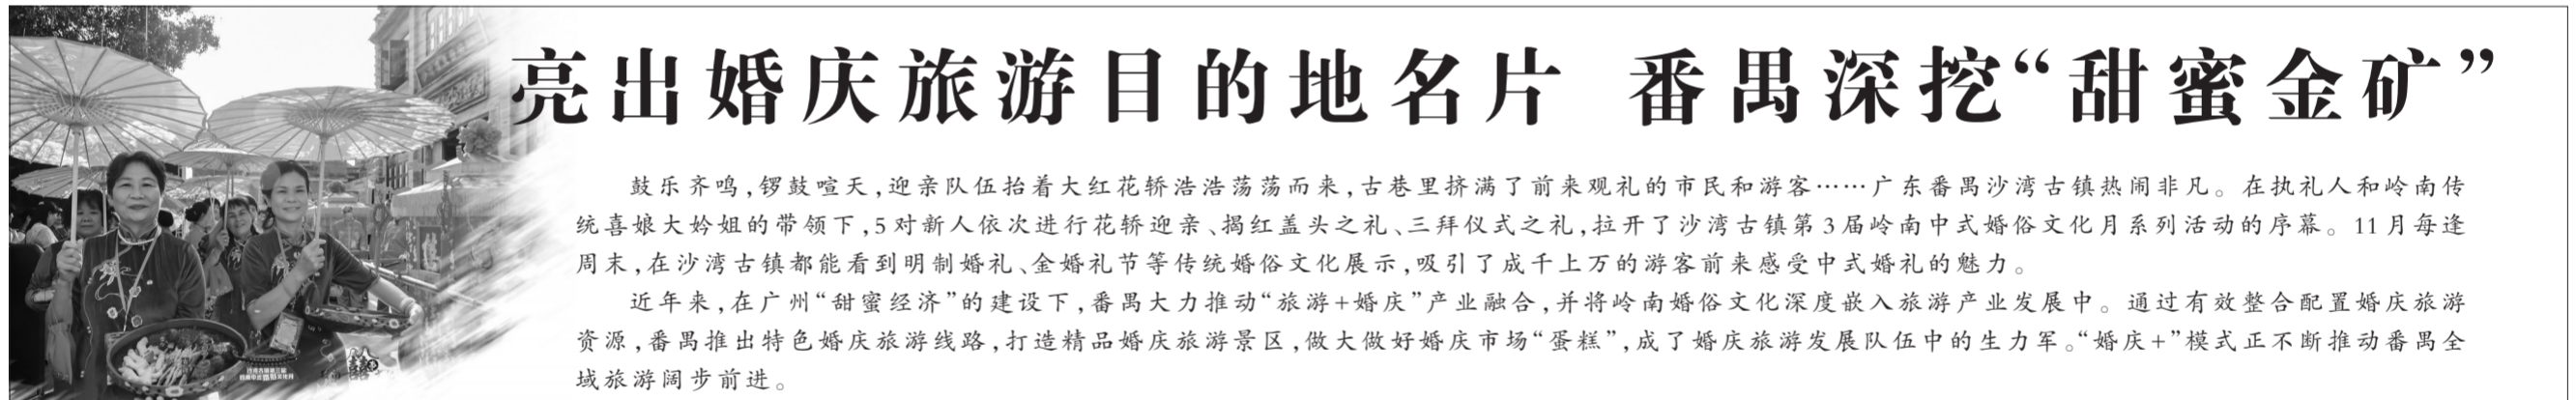 亮出婚庆旅游目的地名片 番禺深挖“甜蜜金矿”
鼓乐齐鸣,锣鼓喧天,迎亲队伍抬着大红花轿浩浩荡荡而来,古巷里挤满了前来观礼的市民和游客……广东番禺沙湾古镇热闹非凡。在执礼人和岭南传
统喜娘大妗姐的带领下,5对新人依次进行花轿迎亲、揭红盖头之礼、三拜仪式之礼,拉开了沙湾古镇第3届岭南中式婚俗文化月系列活动的序幕。11月每逢
周末,在沙湾古镇都能看到明制婚礼、金婚礼节等传统婚俗文化展示,吸引了成千上万的游客前来感受中式婚礼的魅力。
近年来,在广州“甜蜜经济”的建设下,番禺大力推动“旅游+婚庆”产业融合,并将岭南婚俗文化深度嵌入旅游产业发展中。通过有效整合配置婚庆旅游
资源,番禺推出特色婚庆旅游线路,打造精品婚庆旅游景区,做大做好婚庆市场“蛋糕”,成了婚庆旅游发展队伍中的生力军。“婚庆+”模式正不断推动番禺全
域旅游阔步前进。